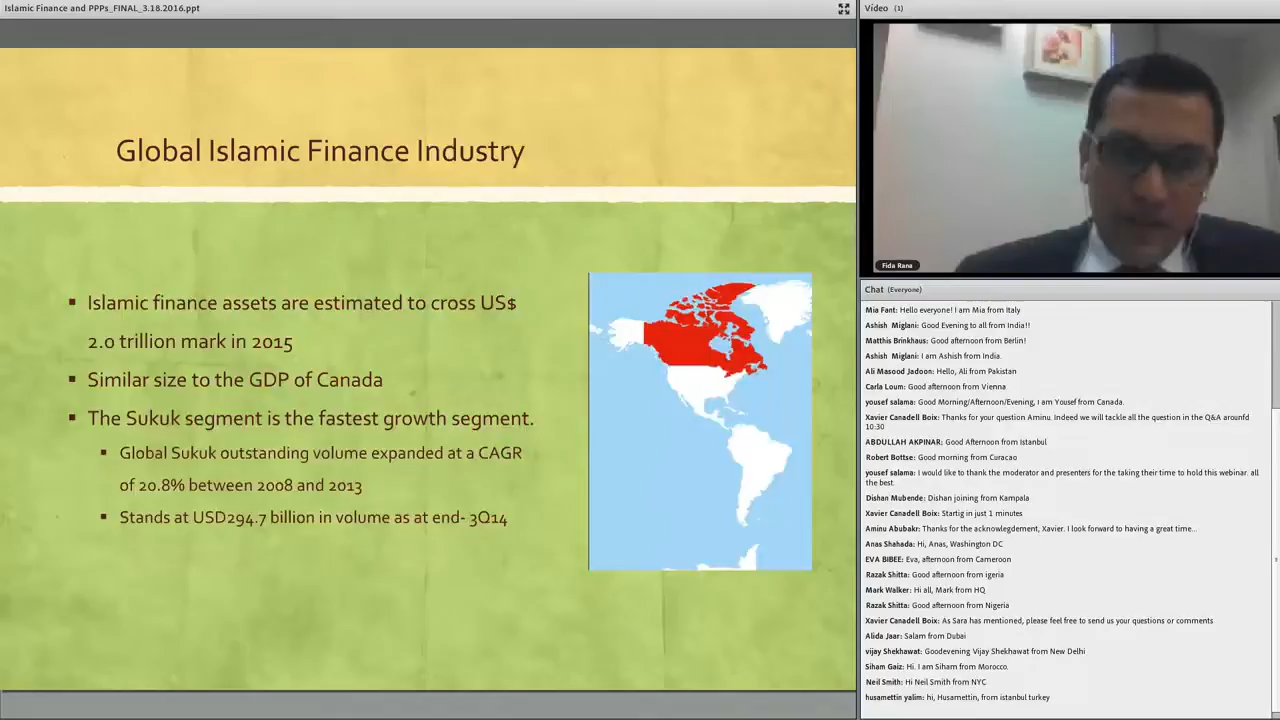 Islamic Finance and PPPs_FINAL_3.18.2016.ppt
Global Islamic Finance Industry
▪ Islamic finance assets are estimated to cross US$
2.0 trillion mark in 2015
▪ Similar size to the GDP of Canada
▪ The Sukuk segment is the fastest growth segment.
▪ Global Sukuk outstanding volume expanded at a CAGR
of 20.8% between 2008 and 2013
▪ Stands at USD294.7 billion in volume as at end- 3Q14
Vídeo (1)
Fida Rana
Chat (Everyone)
Mia Fant: Hello everyone! I am Mia from Italy
Ashish Miglani: Good Evening to all from India!!
Matthis Brinkhaus: Good afternoon from Berlin!
Ashish Miglani: I am Ashish from India.
Ali Masood Jadoon: Hello, Ali from Pakistan
Carla Loum: Good afternoon from Vienna
yousef salama: Good Morning/Afternoon/Evening, I am Yousef from Canada.
Xavier Canadell Boix: Thanks for your question Aminu. Indeed we will tackle all the question in the Q&A arounfd
10:30
ABDULLAH AKPINAR: Good Afternoon from Istanbul
Robert Bottse: Good morning from Curacao
yousef salama: I would like to thank the moderator and presenters for the taking their time to hold this webinar. all
the best.
Dishan Mubende: Dishan joining from Kampala
Xavier Canadell Boix: Startig in just 1 minutes
Aminu Abubakr: Thanks for the acknowlegdement, Xavier. I look forward to having a great time...
Anas Shahada: Hi, Anas, Washington DC
EVA BIBEE: Eva, afternoon from Cameroon
Razak Shitta: Good afternoon from igeria
Mark Walker: Hi all, Mark from HQ
Razak Shitta: Good afternoon from Nigeria
Xavier Canadell Boix: As Sara has mentioned, please feel free to send us your questions or comments
Alida Jaar: Salam from Dubai
vijay Shekhawat: Goodevening Vijay Shekhawat from New Delhi
Siham Gaiz: Hi. I am Siham from Morocco.
Neil Smith: Hi Neil Smith from NYC
husamettin yalim: hi, Husamettin, from istanbul turkey